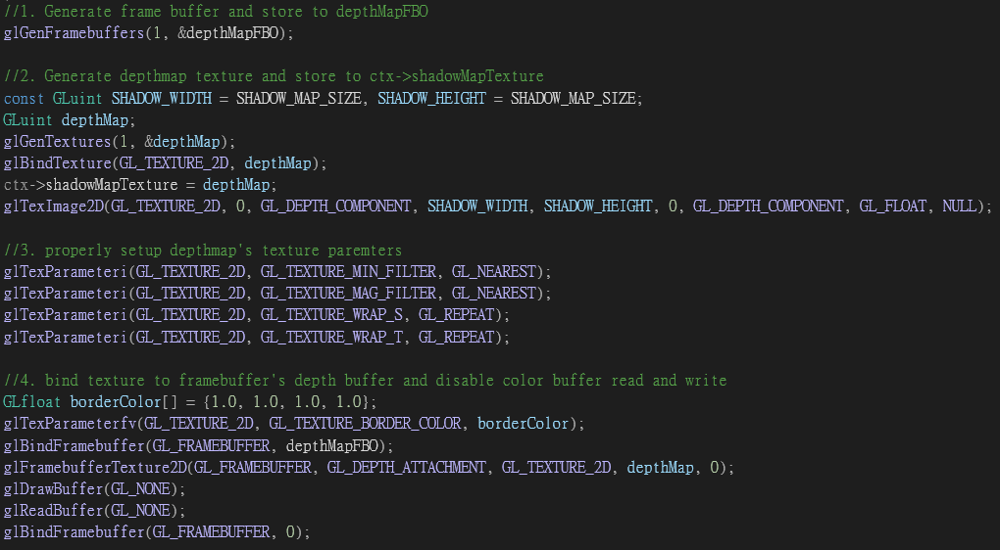 //1. Generate frame buffer and store to depthMapFBO
glGenFramebuffers(1, &depthMapFBO);
//2. Generate depthmap texture and store to ctx->shadowMapTexture
const GLuint SHADOW_WIDTH = SHADOW_MAP_SIZE, SHADOW_HEIGHT = SHADOW_MAP_SIZE;
GLuint depthMap;
glGenTextures(1, &depthMap);
glBindTexture(GL_TEXTURE_2D, depthMap);
ctx->shadowMapTexture = depthMap;
glTexImage2D(GL_TEXTURE_2D, 0, GL_DEPTH_COMPONENT, SHADOW_WIDTH, SHADOW_HEIGHT, 0, GL_DEPTH_COMPONENT, GL_FLOAT, NULL);
//3. properly setup depthmap's texture paremters
glTexParameteri(GL_TEXTURE_2D, GL_TEXTURE_MIN_FILTER, GL_NEAREST);
glTexParameteri(GL_TEXTURE_2D, GL_TEXTURE_MAG_FILTER, GL_NEAREST);
glTexParameteri(GL_TEXTURE_2D, GL_TEXTURE_WRAP_S, GL_REPEAT);
glTexParameteri(GL_TEXTURE_2D, GL_TEXTURE_WRAP_T, GL_REPEAT);
//4. bind texture to framebuffer's depth buffer and disable color buffer read and write
GLfloat borderColor[] = {1.0, 1.0, 1.0, 1.0};
glTexParameterfv(GL_TEXTURE_2D, GL_TEXTURE_BORDER_COLOR, borderColor);
glBindFramebuffer(GL_FRAMEBUFFER, depthMapFBO);
glFramebufferTexture2D(GL_FRAMEBUFFER, GL_DEPTH_ATTACHMENT, GL_TEXTURE_2D, depthMap, 0);
glDrawBuffer(GL_NONE);
glReadBuffer(GL_NONE);
glBindFramebuffer(GL_FRAMEBUFFER, 0);